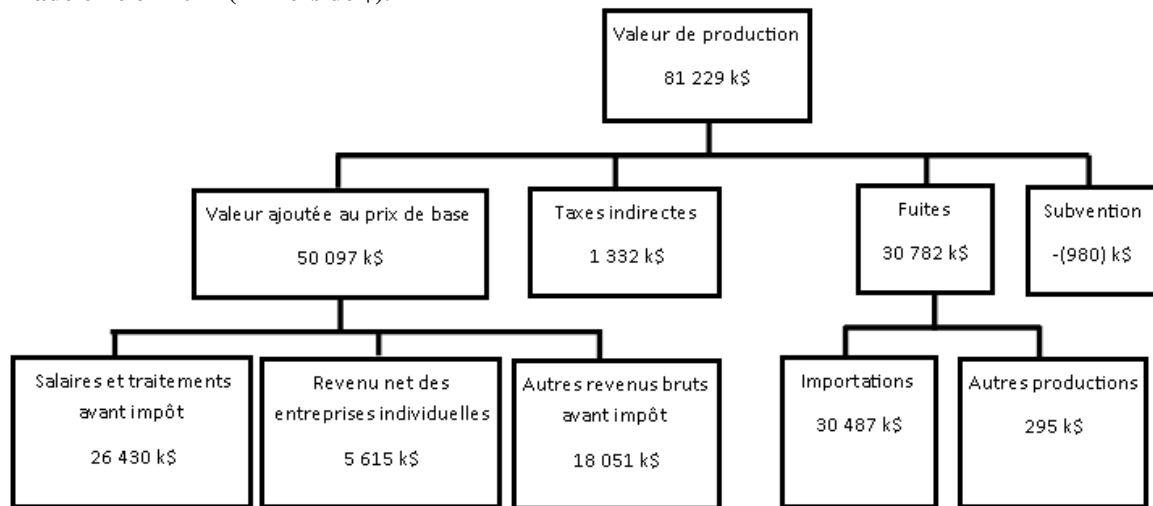 Valeur de production
81 229 k$
Valeur ajoutée au prix de base
50 097 k$
Taxes indirectes
1 332 k$
Fuites
30 782 k$
Subvention
-(980) k$
Salaires et traitements
avant impôt
26 430 k$
Revenu net des
entreprises individuelles
5 615 k$
Autres revenus bruts
avant impôt
18 051 k$
Importations
30 487 k$
Autres productions
295 k$